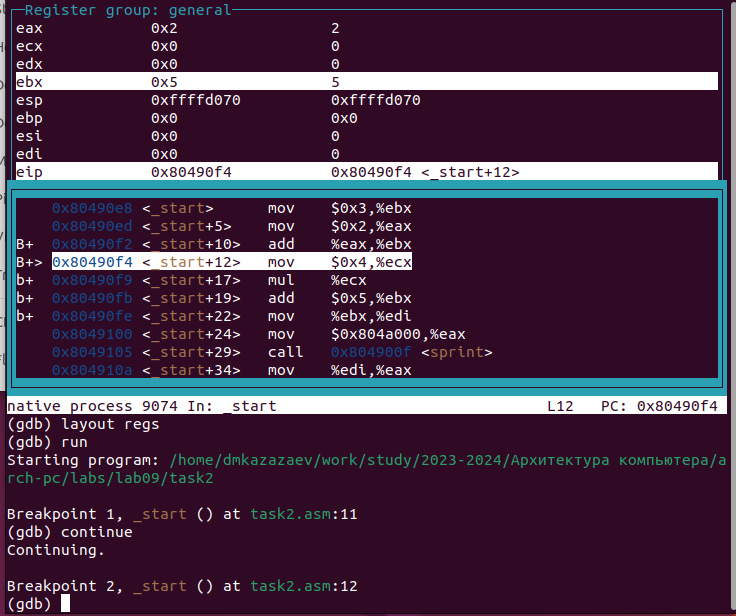 Register group: general
eax 0x2 2
ecx 0x0 0
edx 0x0 0
ebx 0x5 5
esp 0xffffd070 0xffffd070
ebp 0x0 0x0
esi 0x0 0
edi 0x0 0
eip 0x80490f4 0x80490f4 <_start+12>
0x80490e8 <_start> mov $0x3,%ebx
0x80490ed <_start+5> mov $0x2,%eax
B+ 0x80490f2 <_start+10> add %eax,%ebx
B+> 0x80490f4 <_start+12> mov $0x4,%ecx
b+ 0x80490f9 <_start+17> mul %ecx
b+ 0x80490fb <_start+19> add $0x5,%ebx
b+ 0x80490fe <_start+22> mov %ebx,%edi
0x8049100 <_start+24> mov $0x804a000,%eax
0x8049105 <_start+29> call 0x804900f <sprint>
0x804910a <_start+34> mov %edi,%eax
native process 9074 In: _start L12 PC: 0x80490f4
(gdb) layout regs
(gdb) run
Starting program: /home/dmkazazaev/work/study/2023-2024/Архитектура компьютера/a
rch-pc/labs/lab09/task2
Breakpoint 1, _start () at task2.asm:11
(gdb) continue
Continuing.
Breakpoint 2, _start () at task2.asm:12
(gdb)